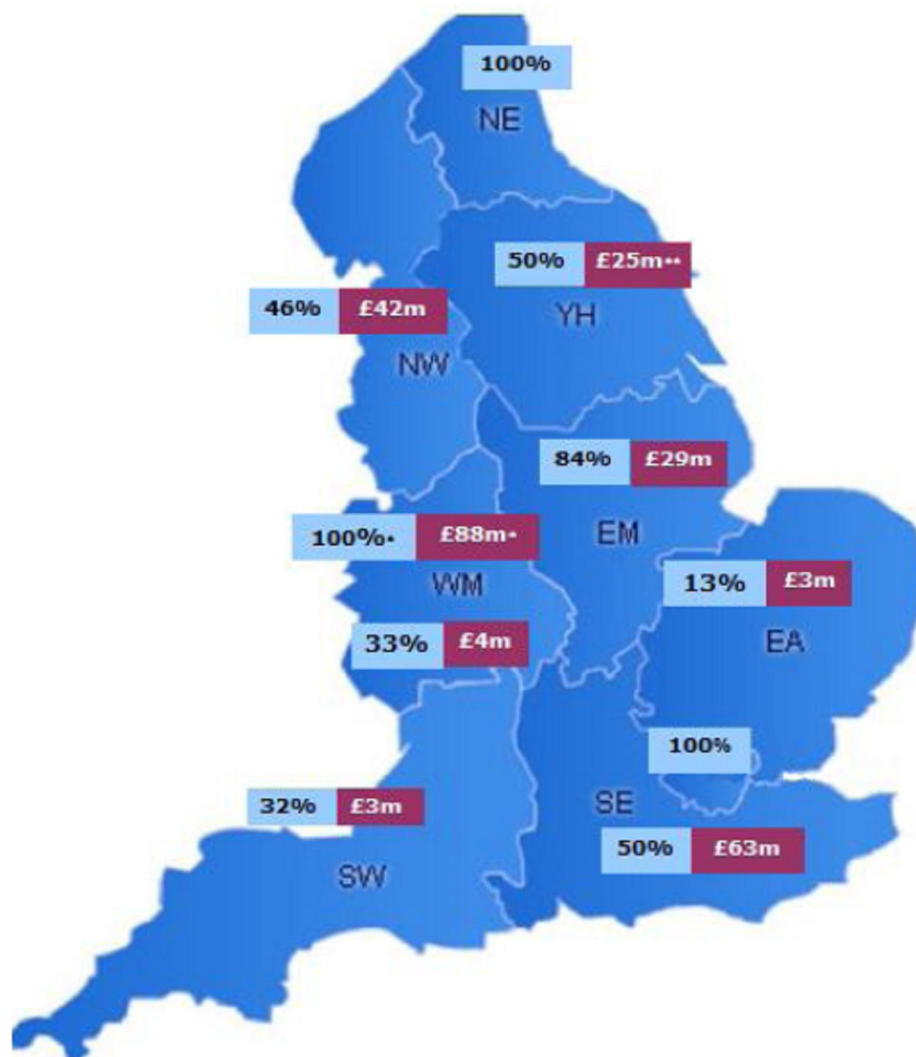 100%
NE
50% £25m**
YH
46% £42m
NW
84% £29m
EM
100%* £88m*
WM
13% £3m
EA
33% £4m
100%
SE
32% £3m
50% £63m
SW